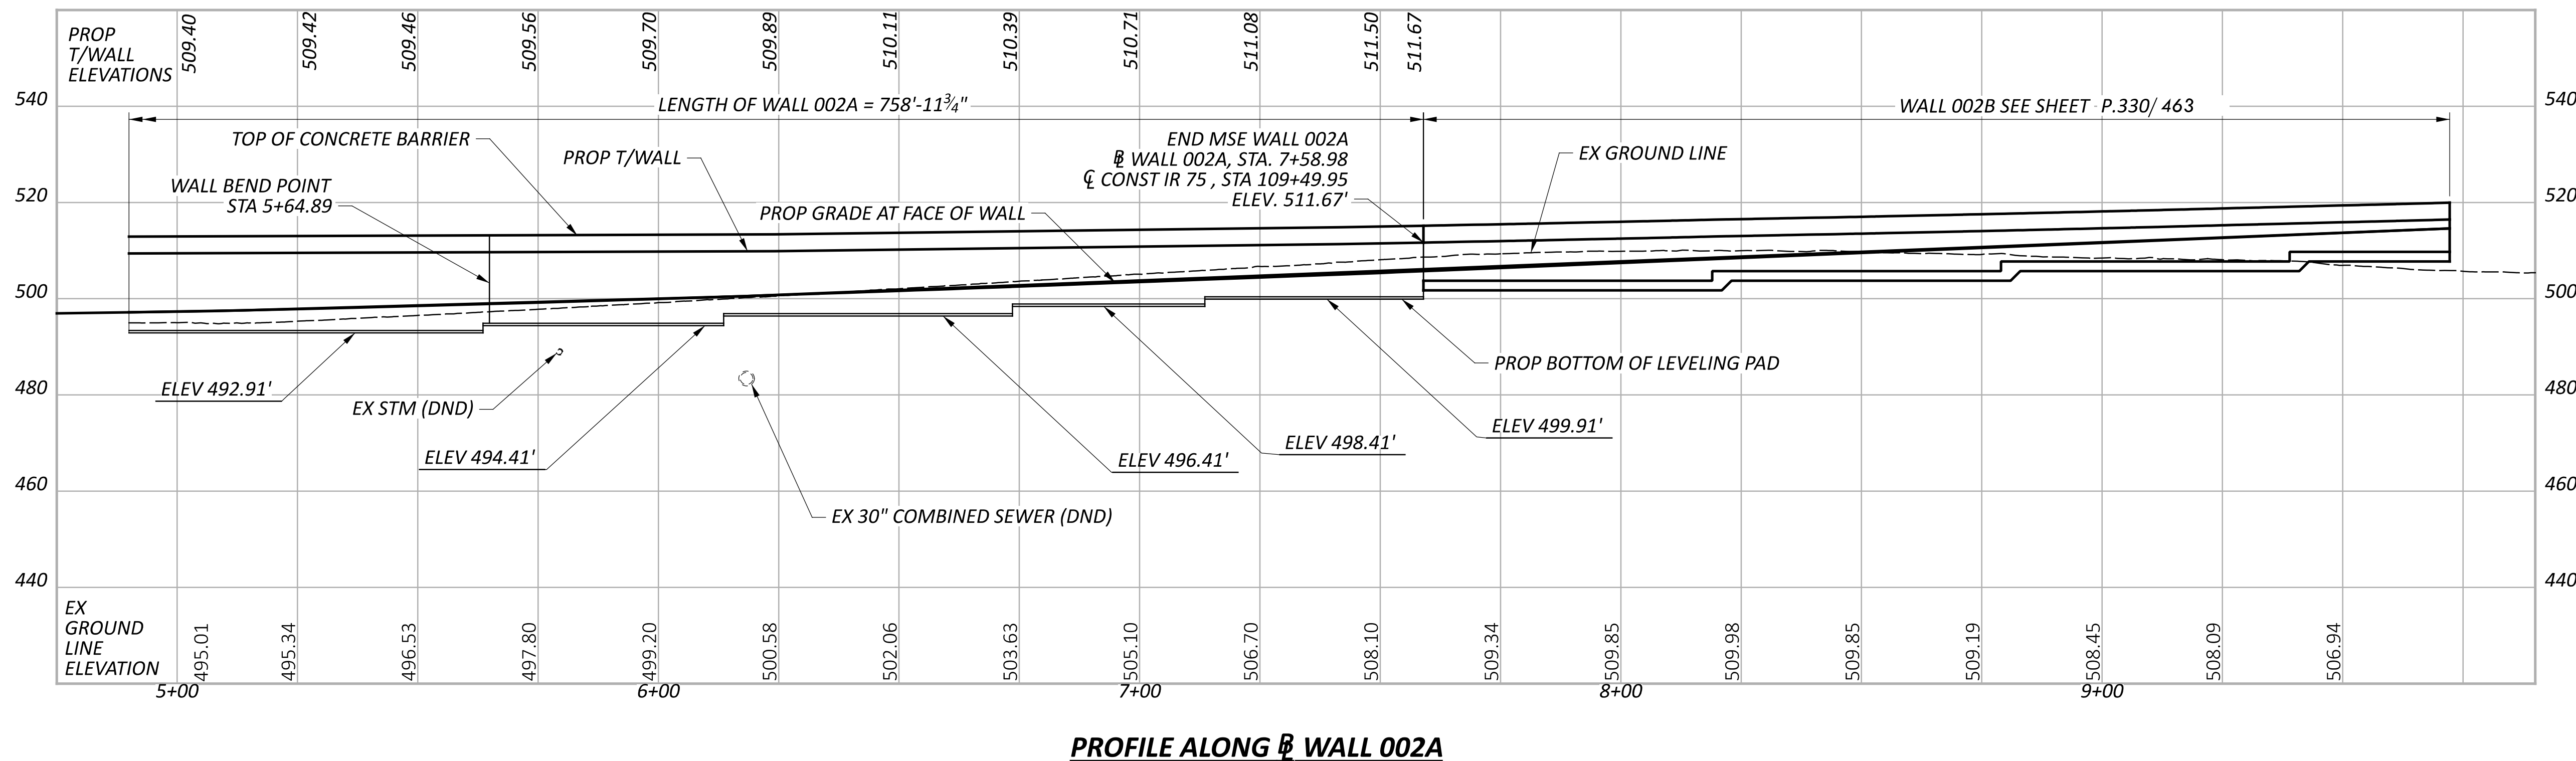 PROP
T/WALL
ELEVATIONS
509.40
509.42
509.46
509.56
509.70
509.89
510.11
510.39
510.71
511.08
511.50
511.67
540
540
LENGTH OF WALL 002A = 758'-11¾"
WALL 002B SEE SHEET P.330/ 463
TOP OF CONCRETE BARRIER
PROP T/WALL
END MSE WALL 002A
BL WALL 002A, STA. 7+58.98
CL CONST IR 75 , STA 109+49.95
ELEV. 511.67'
EX GROUND LINE
WALL BEND POINT
STA 5+64.89
520
520
PROP GRADE AT FACE OF WALL
500
500
PROP BOTTOM OF LEVELING PAD
480
480
ELEV 492.91'
EX STM (DND)
ELEV 499.91'
ELEV 498.41'
ELEV 494.41'
ELEV 496.41'
460
460
EX 30" COMBINED SEWER (DND)
440
440
EX
GROUND
LINE
ELEVATION
495.01
495.34
496.53
497.80
499.20
500.58
502.06
503.63
505.10
506.70
508.10
509.34
509.85
509.98
509.85
509.19
508.45
508.09
506.94
5+00
6+00
7+00
8+00
9+00
PROFILE ALONG BL WALL 002A